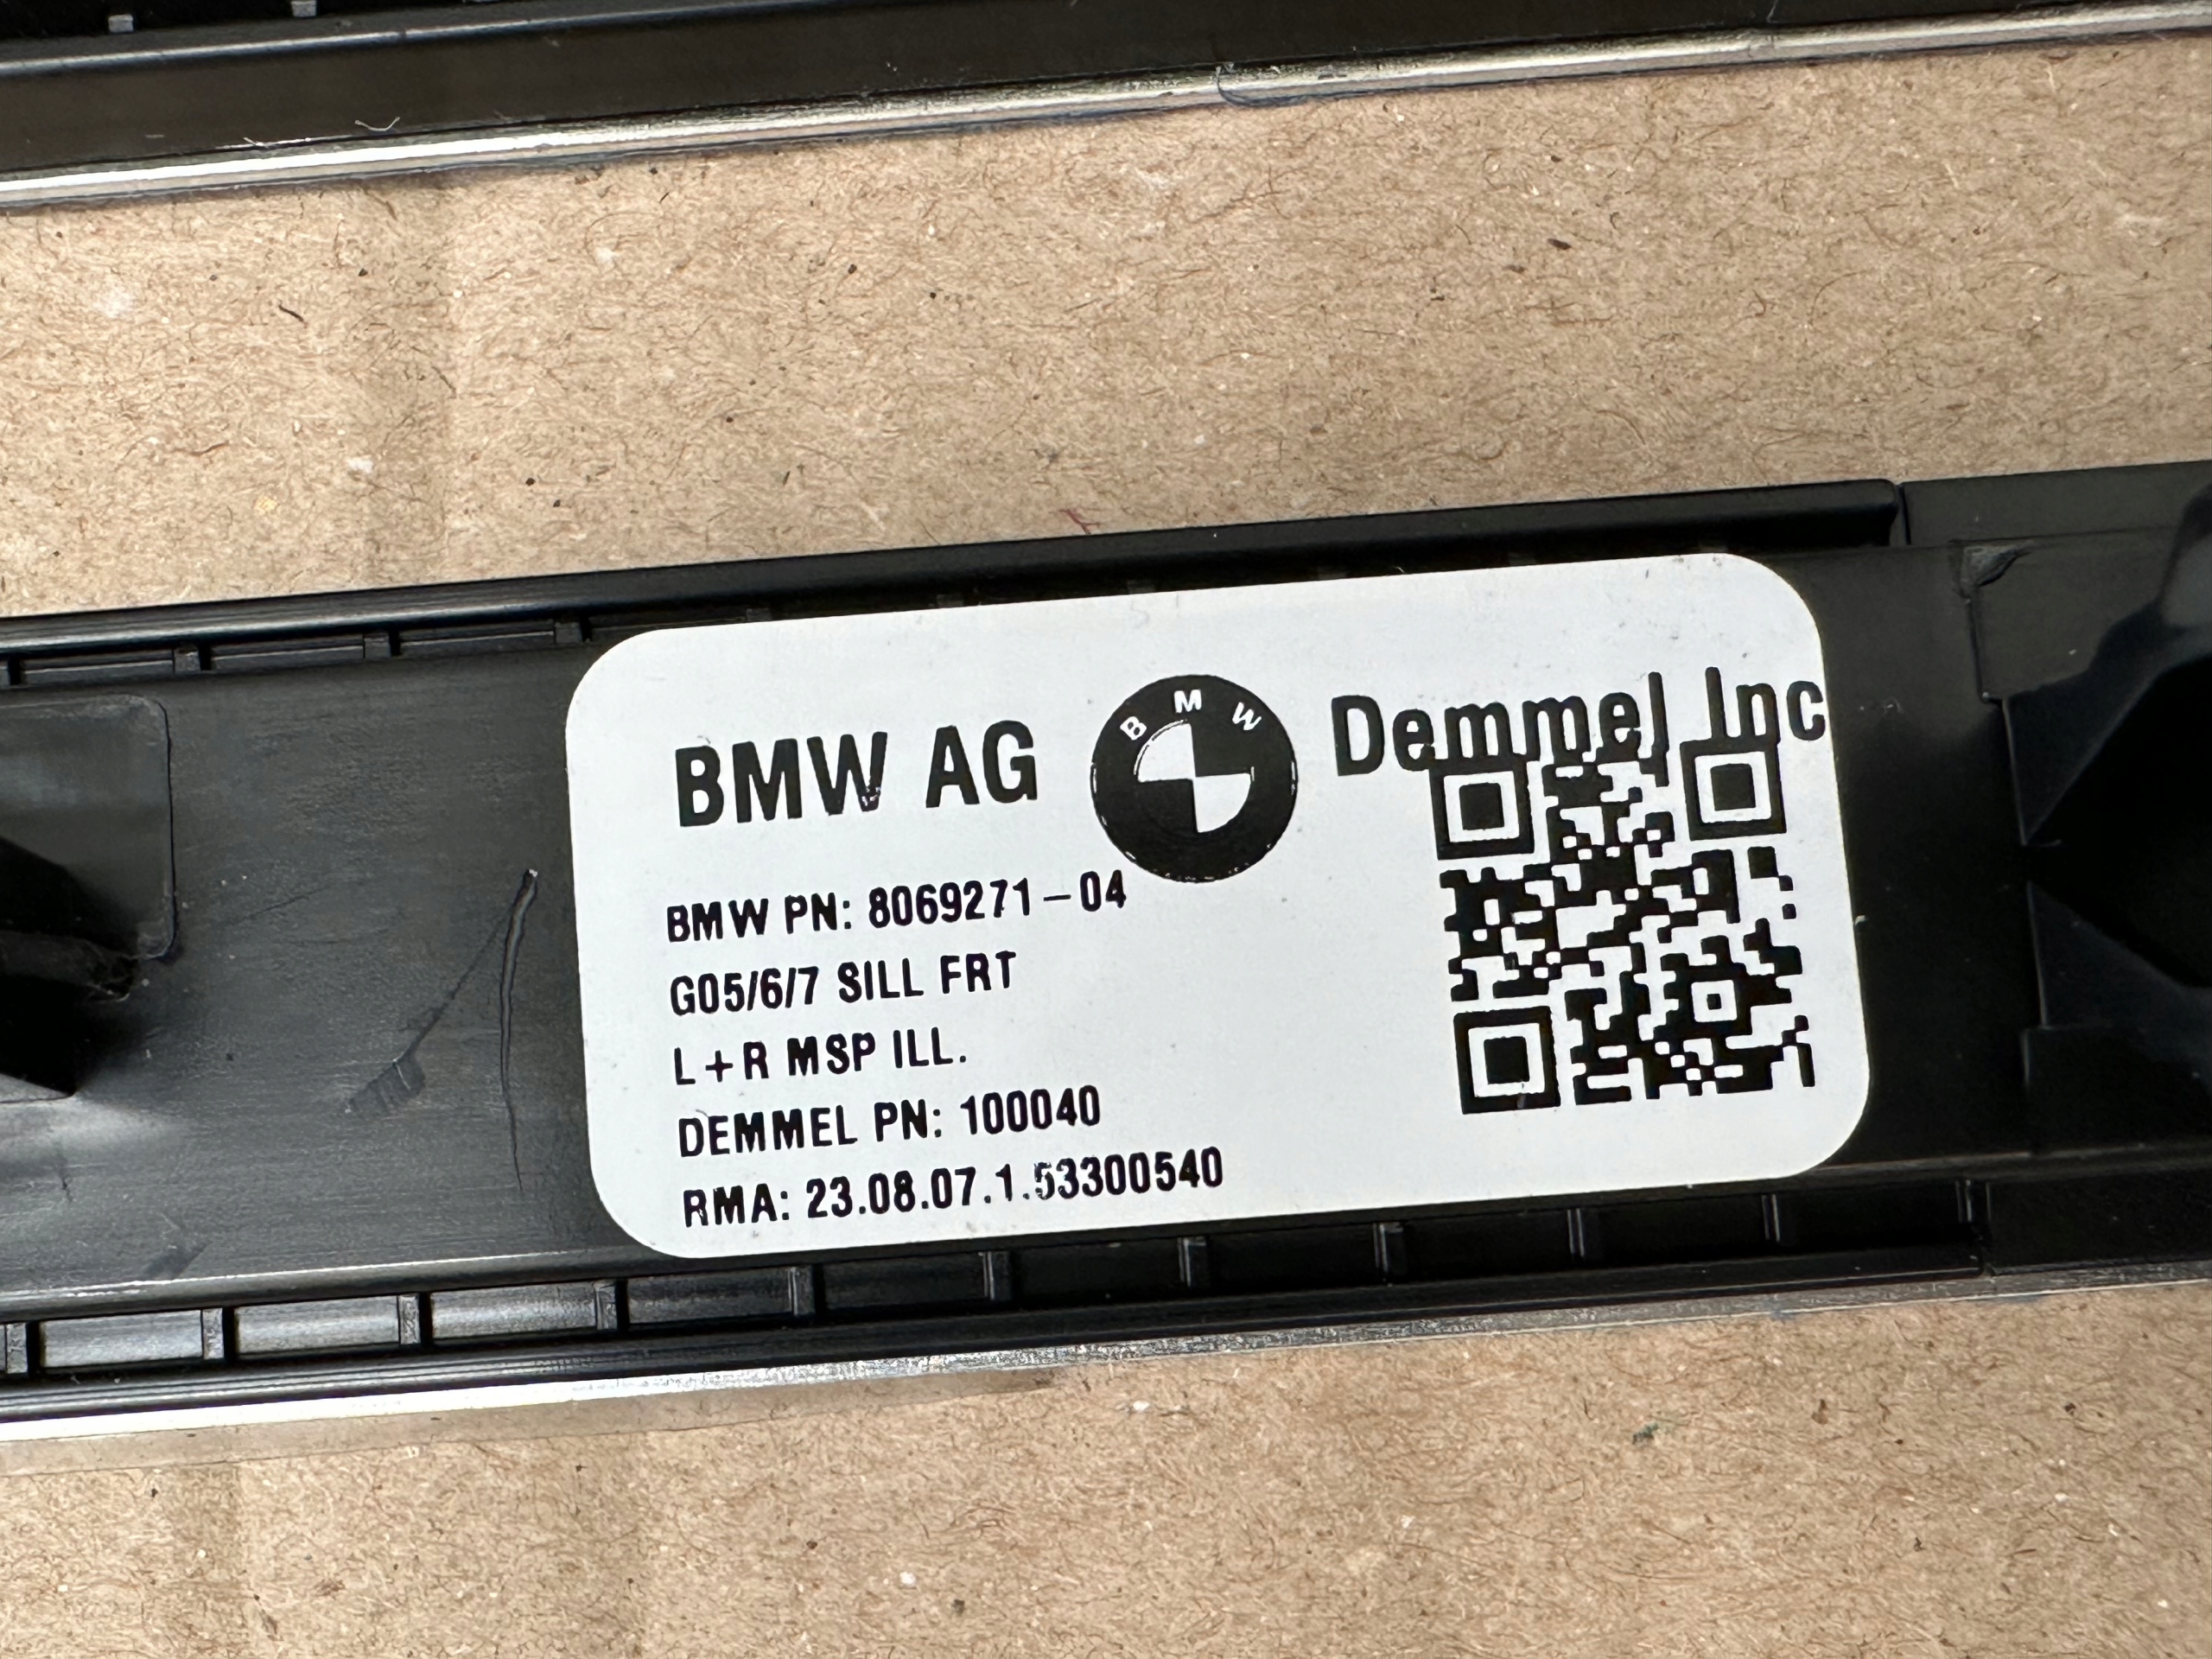 BMW AG
B M W
Demmel Inc
BMW PN: 8069271-04
G05/6/7 SILL FRT
L+R MSP ILL.
DEMMEL PN: 100040
RMA: 23.08.07.1.53300540